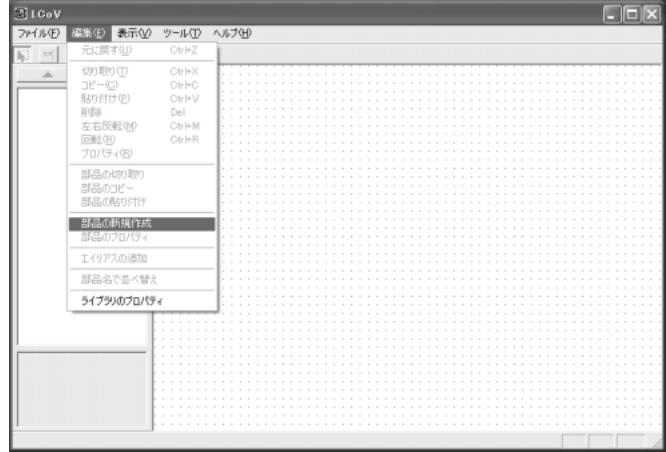 LCoV
ファイル(F) 編集(E) 表示(V) ツール(T) ヘルプ(H)
元に戻す(U) Ctrl+Z
切り取り(T) Ctrl+X
コピー(C) Ctrl+C
貼り付け(P) Ctrl+V
削除 Del
左右反転(M) Ctrl+M
回転(R) Ctrl+R
プロパティ(B)
部品の切り取り
部品のコピー
部品の貼り付け
部品の新規作成
部品のプロパティ
エイリアスの追加
部品名で並べ替え
ライブラリのプロパティ